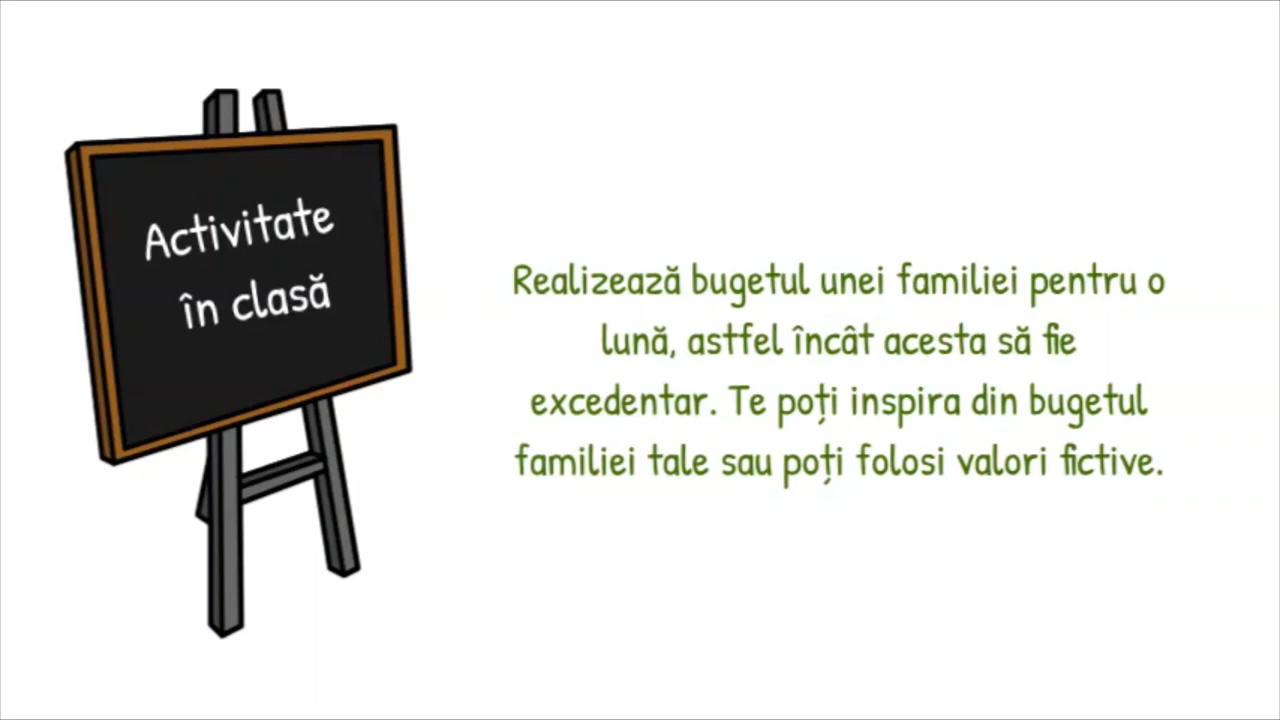 Activitate
în clasă
Realizează bugetul unei familiei pentru o
lună, astfel încât acesta să fie
excedentar. Te poți inspira din bugetul
familiei tale sau poți folosi valori fictive.